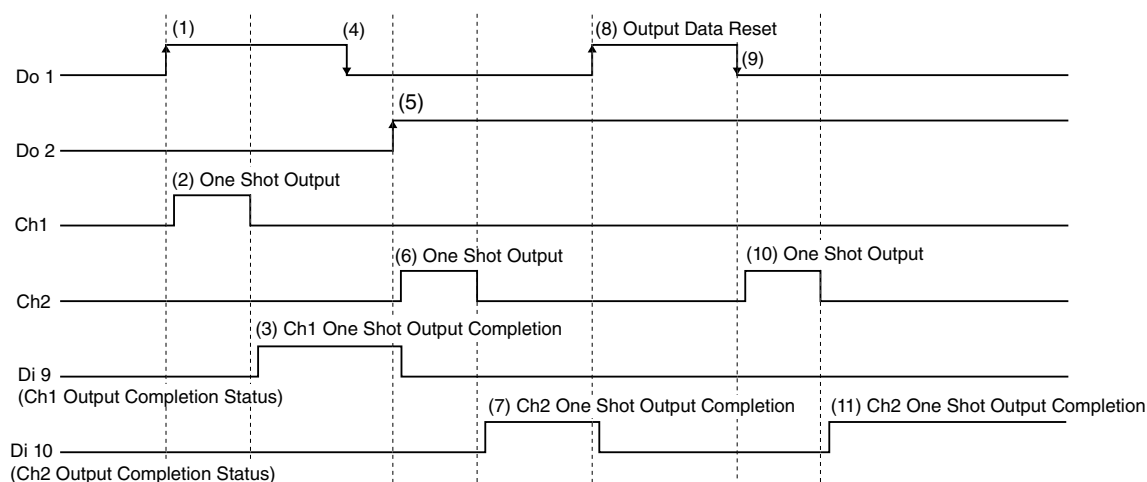 (1)
(4)
(8) Output Data Reset
Do 1
(9)
(5)
Do 2
(2) One Shot Output
Ch1
(6) One Shot Output
(10) One Shot Output
Ch2
(3) Ch1 One Shot Output Completion
Di 9
(Ch1 Output Completion Status)
(7) Ch2 One Shot Output Completion
(11) Ch2 One Shot Output Completion
Di 10
(Ch2 Output Completion Status)